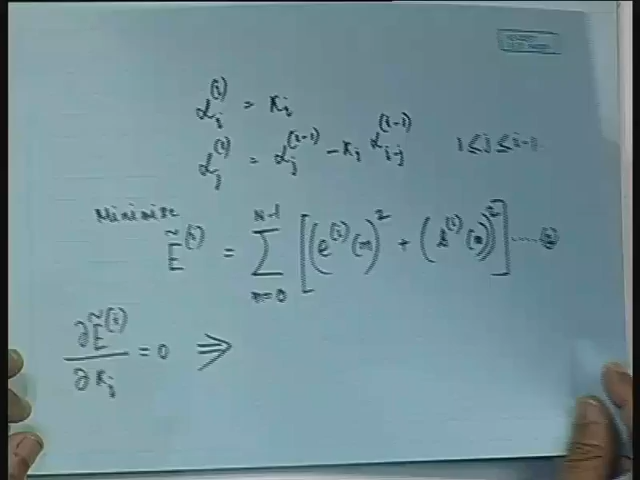 α_i^(i) = K_i
α_j^(i) = α_j^(i-1) - K_i α_{i-j}^(i-1) 1 ≤ j ≤ i-1
Minimize
Ẽ^(i) = Σ_{n=0}^{N-1} [(e^(i)(n))^2 + (b^(i)(n))^2] .....
∂Ẽ^(i)/∂K_i = 0 ⇒